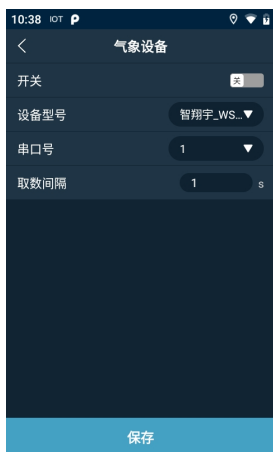 10:38 IOT
气象设备
开关 关
设备型号 智翔宇_WS...▼
串口号 1 ▼
取数间隔 1 s
保存